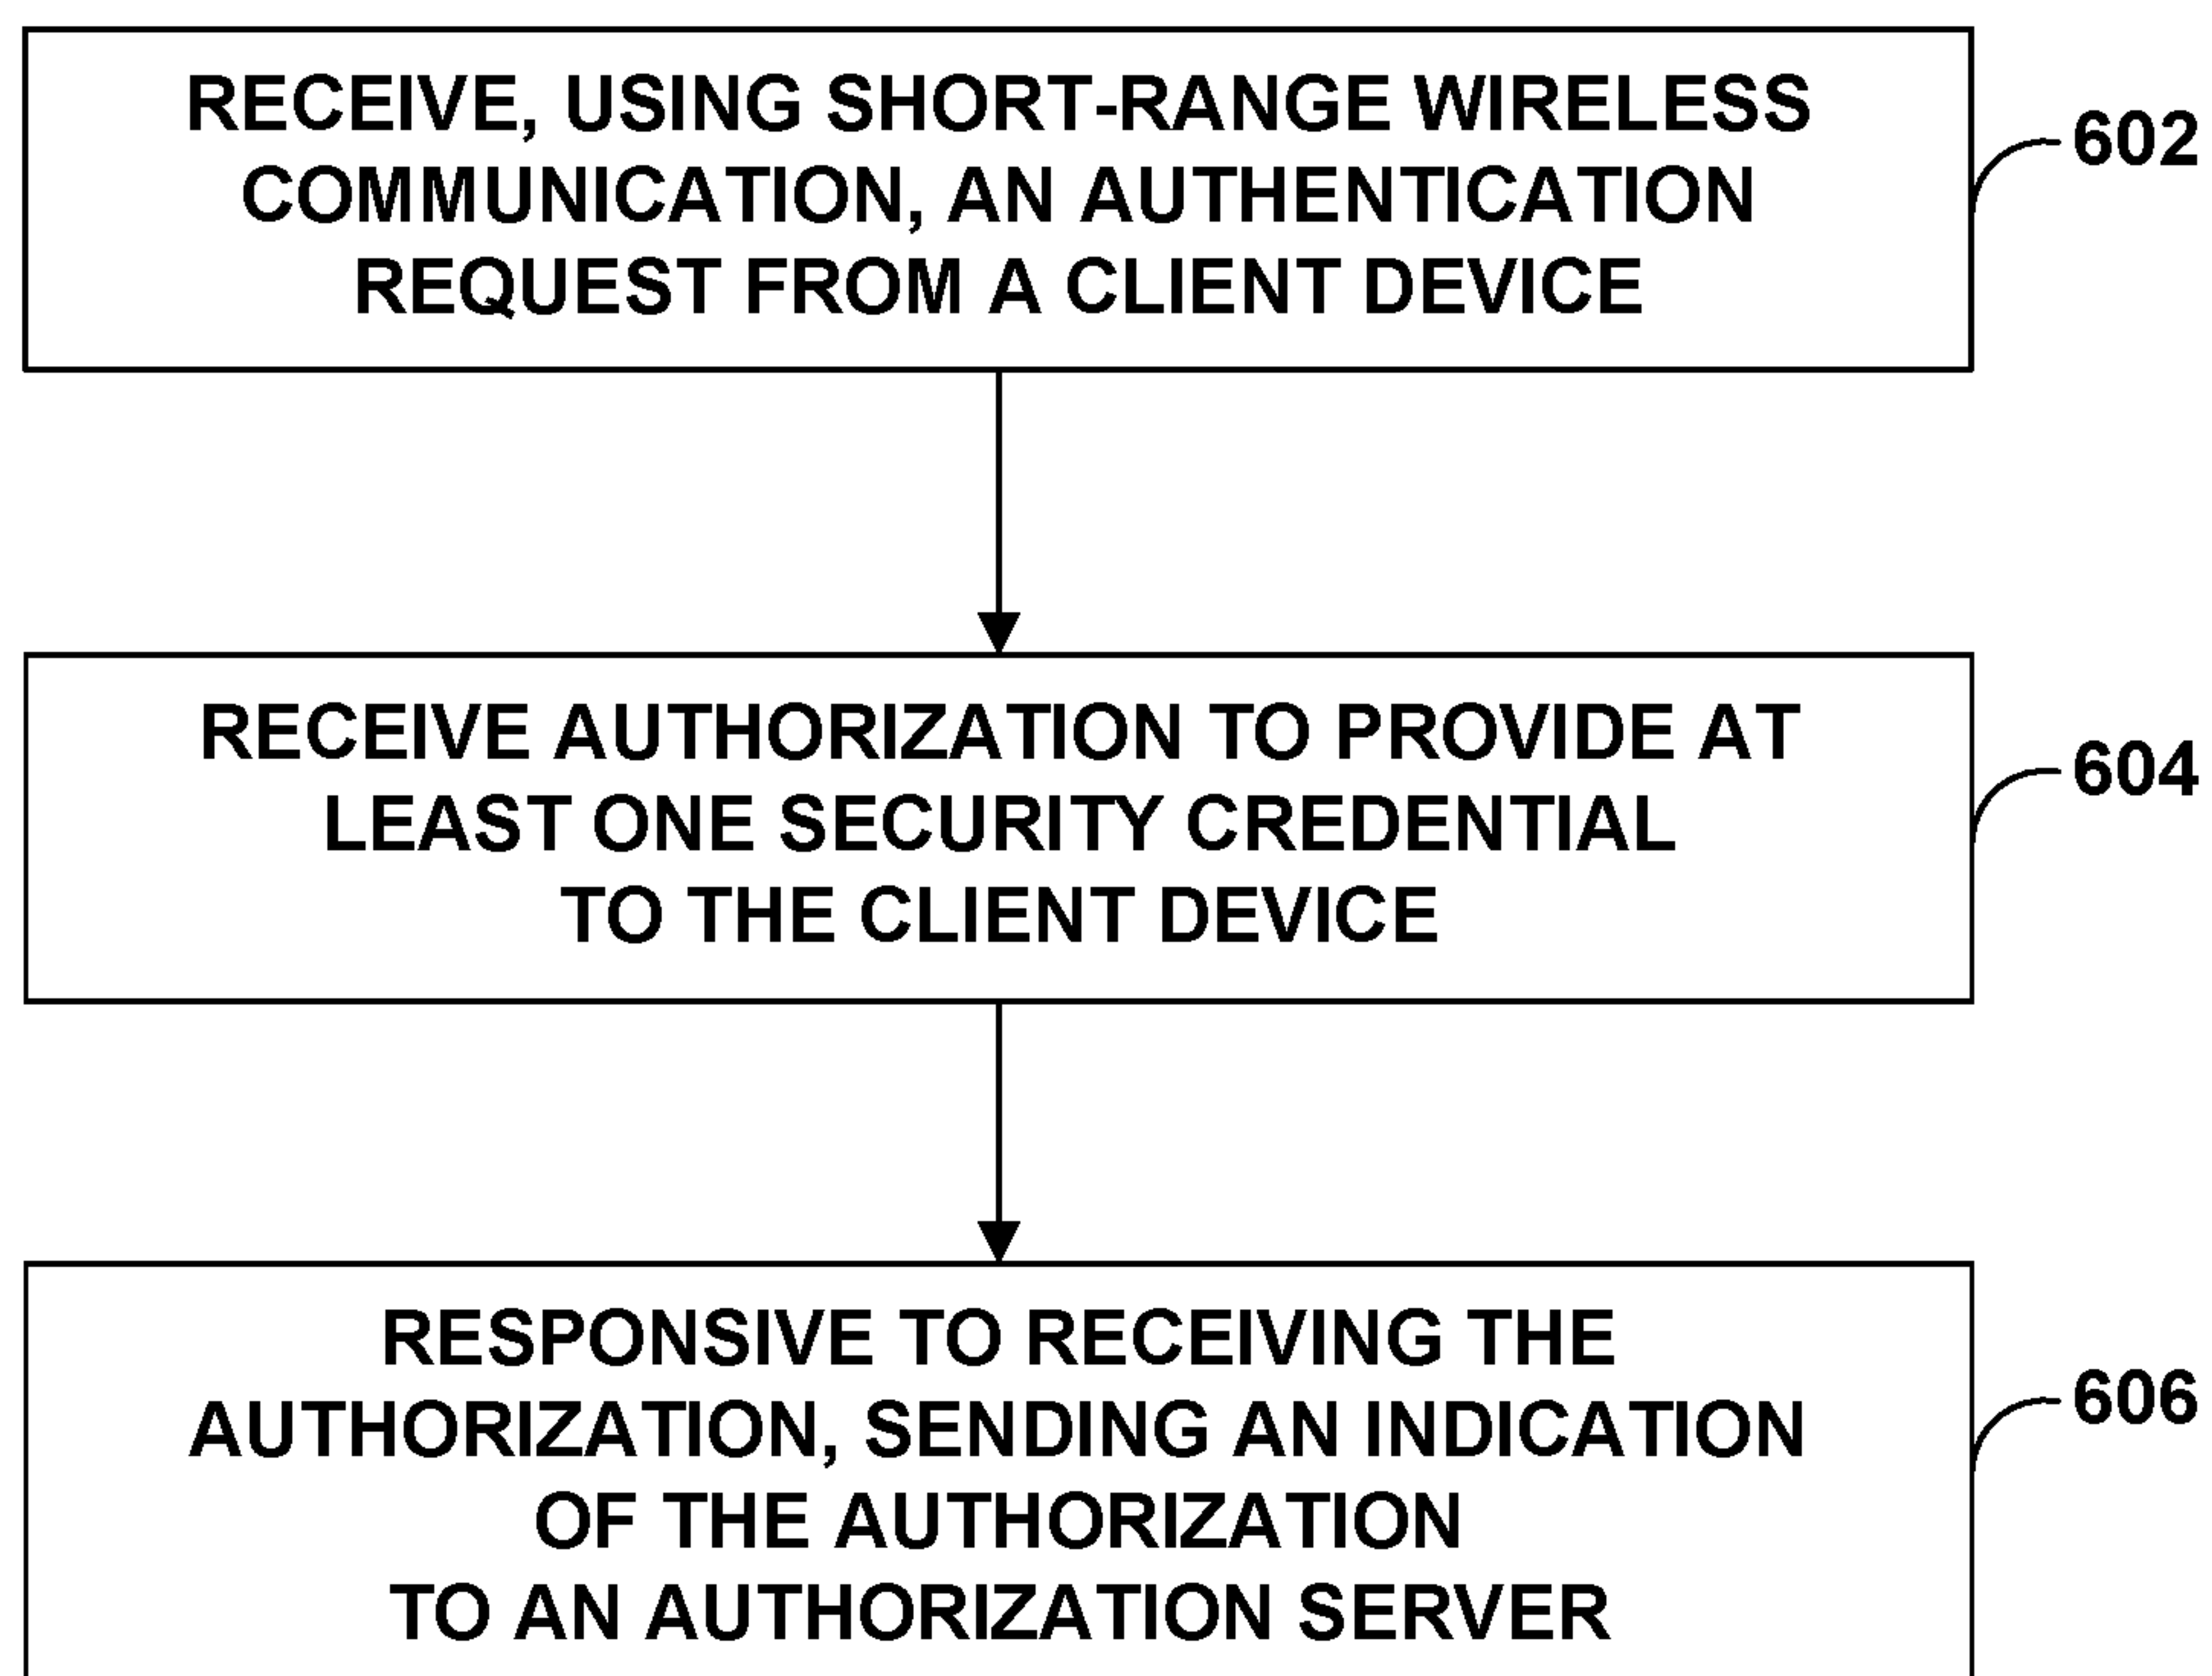 RECEIVE, USING SHORT-RANGE WIRELESS
COMMUNICATION, AN AUTHENTICATION
REQUEST FROM A CLIENT DEVICE
602
RECEIVE AUTHORIZATION TO PROVIDE AT
LEAST ONE SECURITY CREDENTIAL
TO THE CLIENT DEVICE
604
RESPONSIVE TO RECEIVING THE
AUTHORIZATION, SENDING AN INDICATION
OF THE AUTHORIZATION
TO AN AUTHORIZATION SERVER
606